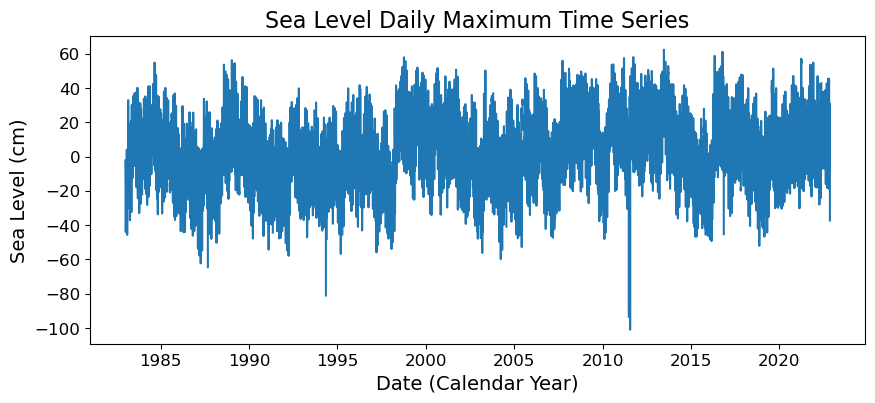 Sea Level Daily Maximum Time Series
60
40
20
0
−20
−40
−60
−80
−100
Sea Level (cm)
1985 1990 1995 2000 2005 2010 2015 2020
Date (Calendar Year)